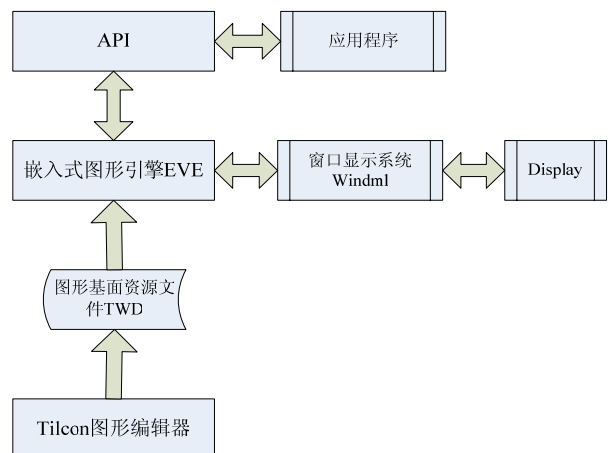 API
应用程序
嵌入式图形引擎EVE
窗口显示系统
Windml
Display
图形基面资源文
件TWD
Tilcon图形编辑器